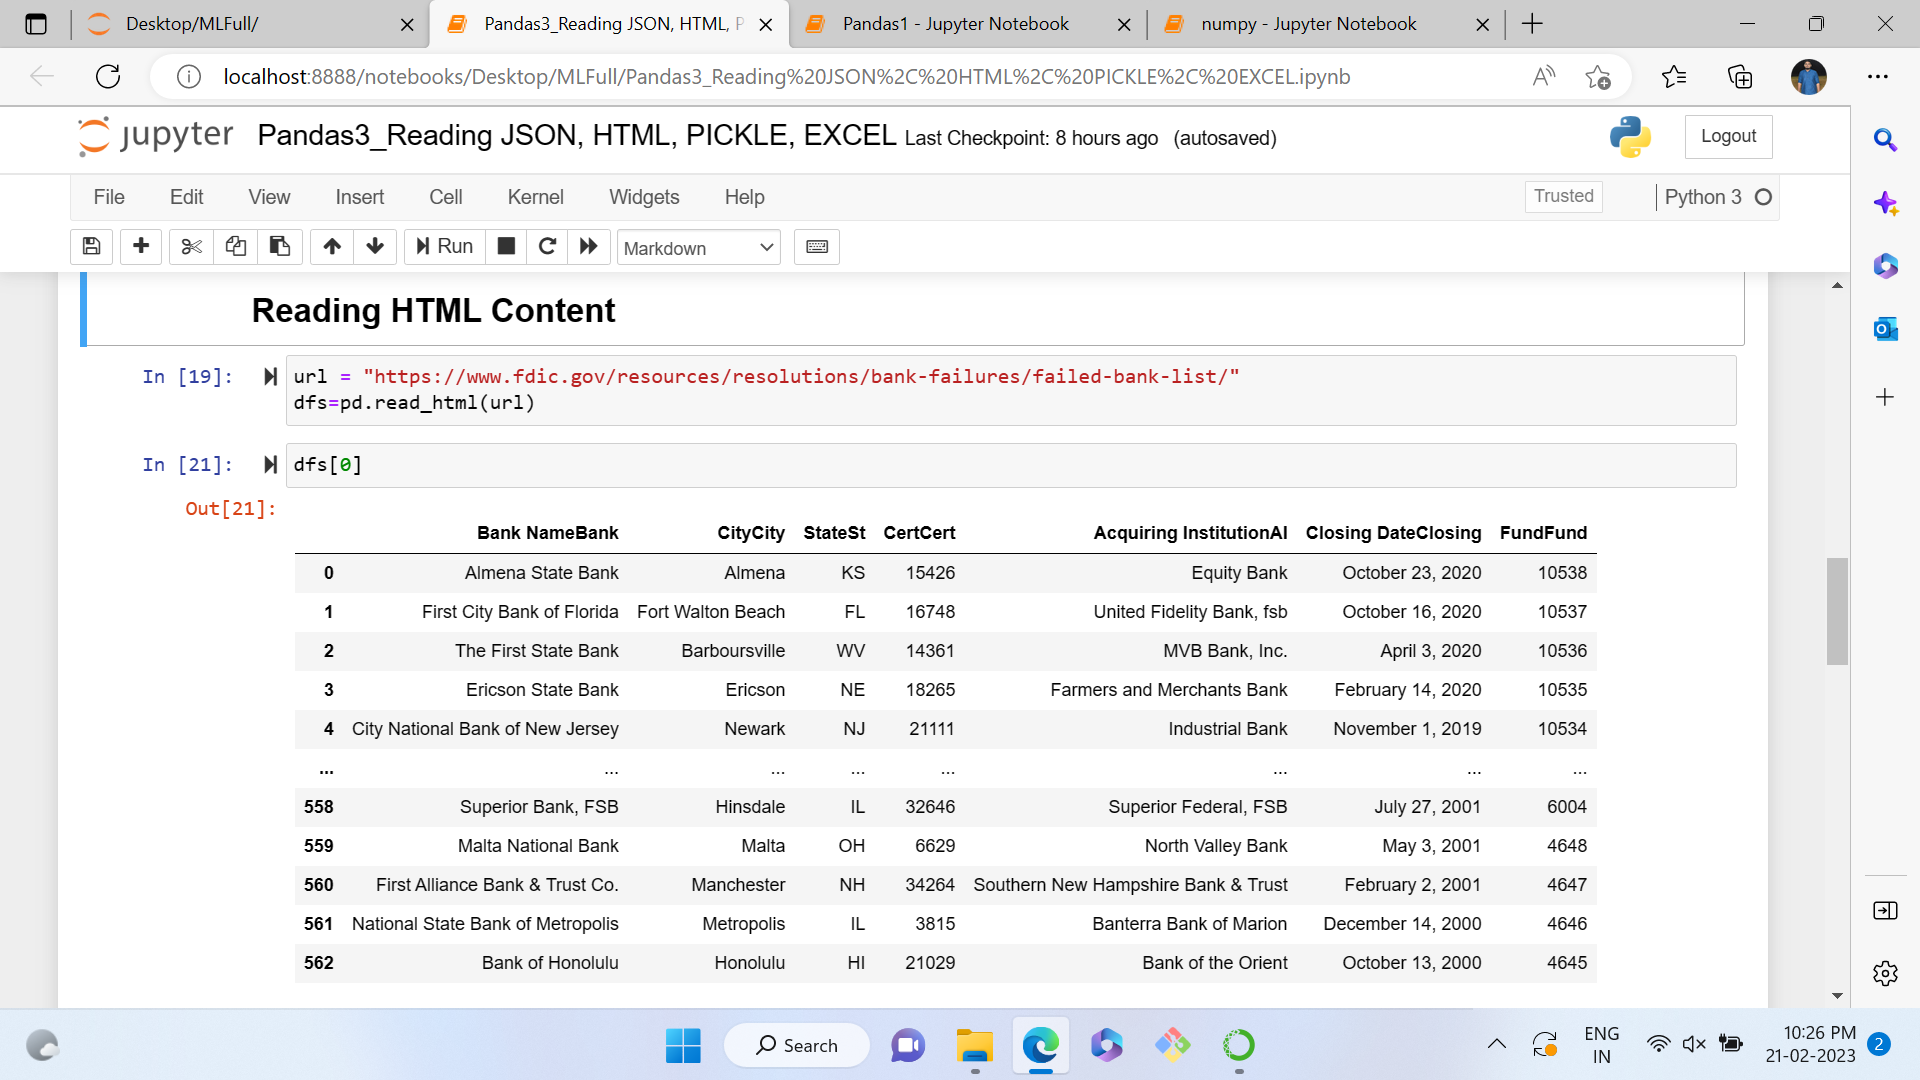 Desktop/MLFull/
Pandas3_Reading JSON, HTML, P
Pandas1 - Jupyter Notebook
numpy - Jupyter Notebook
localhost:8888/notebooks/Desktop/MLFull/Pandas3_Reading%20JSON%2C%20HTML%2C%20PICKLE%2C%20EXCEL.ipynb
jupyter Pandas3_Reading JSON, HTML, PICKLE, EXCEL Last Checkpoint: 8 hours ago (autosaved)
Logout
File Edit View Insert Cell Kernel Widgets Help
Trusted
Python 3
Run
Markdown
Reading HTML Content
In [19]: url = "https://www.fdic.gov/resources/resolutions/bank-failures/failed-bank-list/"
dfs=pd.read_html(url)
In [21]: dfs[0]
Out[21]:
Bank NameBank CityCity StateSt CertCert Acquiring InstitutionAI Closing DateClosing FundFund
0 Almena State Bank Almena KS 15426 Equity Bank October 23, 2020 10538
1 First City Bank of Florida Fort Walton Beach FL 16748 United Fidelity Bank, fsb October 16, 2020 10537
2 The First State Bank Barboursville WV 14361 MVB Bank, Inc. April 3, 2020 10536
3 Ericson State Bank Ericson NE 18265 Farmers and Merchants Bank February 14, 2020 10535
4 City National Bank of New Jersey Newark NJ 21111 Industrial Bank November 1, 2019 10534
... ... ... ... ... ... ... ...
558 Superior Bank, FSB Hinsdale IL 32646 Superior Federal, FSB July 27, 2001 6004
559 Malta National Bank Malta OH 6629 North Valley Bank May 3, 2001 4648
560 First Alliance Bank & Trust Co. Manchester NH 34264 Southern New Hampshire Bank & Trust February 2, 2001 4647
561 National State Bank of Metropolis Metropolis IL 3815 Banterra Bank of Marion December 14, 2000 4646
562 Bank of Honolulu Honolulu HI 21029 Bank of the Orient October 13, 2000 4645
Search
ENG
IN
10:26 PM
21-02-2023
2